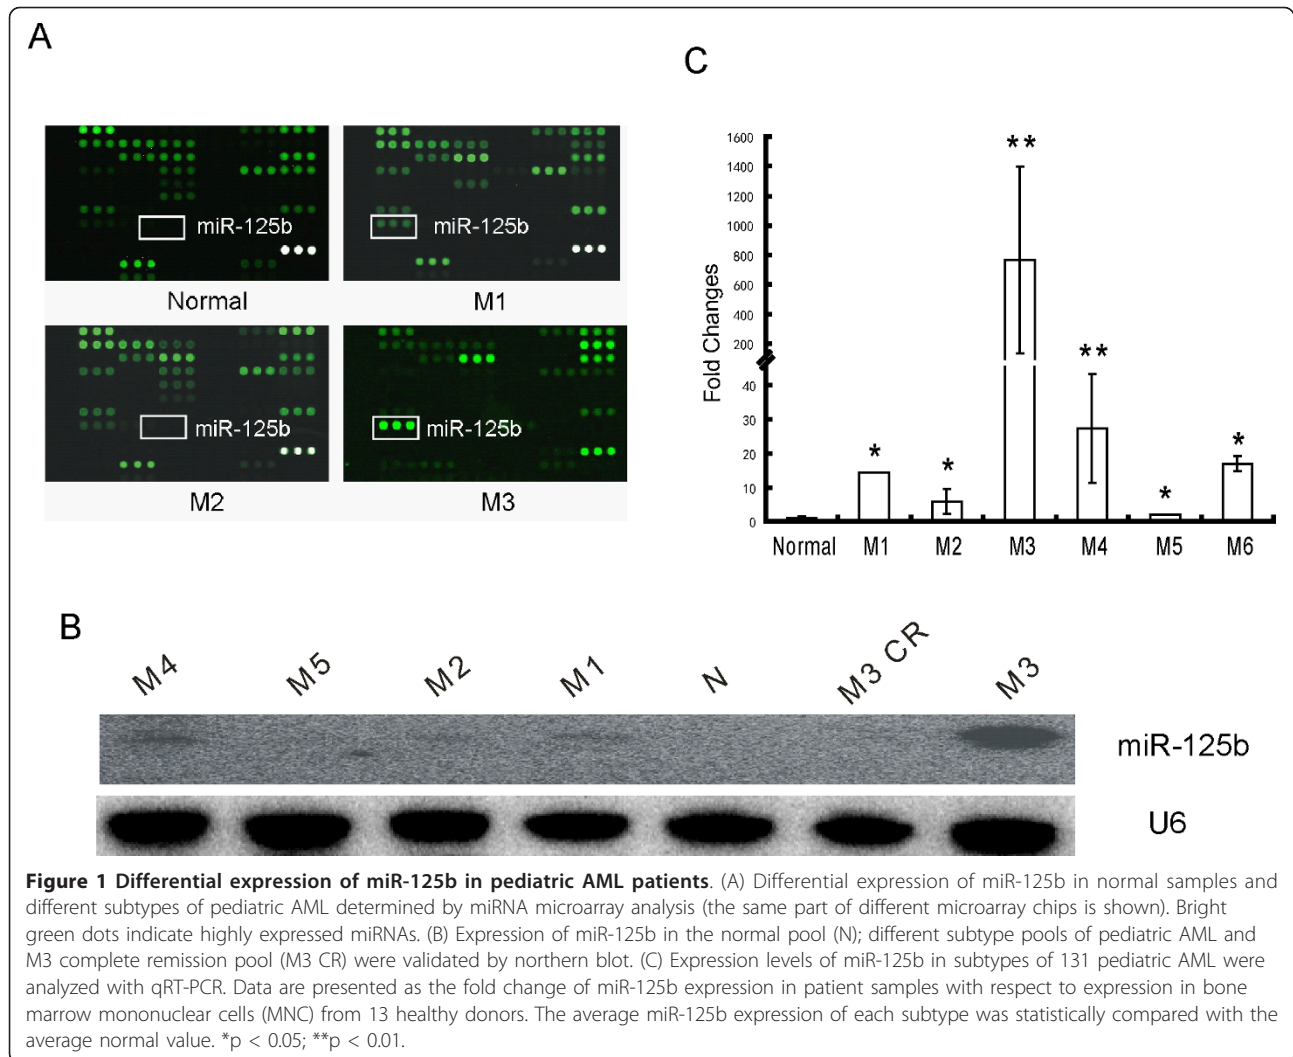 A
miR-125b
miR-125b
Normal
M1
miR-125b
miR-125b
M2
M3
C
Fold Changes
1600
1400
1200
1000
800
600
400
200
40
30
20
10
0
**
**
*
*
*
*
Normal M1 M2 M3 M4 M5 M6
B
M4 M5 M2 M1 N M3 CR M3
miR-125b
U6
Figure 1 Differential expression of miR-125b in pediatric AML patients. (A) Differential expression of miR-125b in normal samples and
different subtypes of pediatric AML determined by miRNA microarray analysis (the same part of different microarray chips is shown). Bright
green dots indicate highly expressed miRNAs. (B) Expression of miR-125b in the normal pool (N); different subtype pools of pediatric AML and
M3 complete remission pool (M3 CR) were validated by northern blot. (C) Expression levels of miR-125b in subtypes of 131 pediatric AML were
analyzed with qRT-PCR. Data are presented as the fold change of miR-125b expression in patient samples with respect to expression in bone
marrow mononuclear cells (MNC) from 13 healthy donors. The average miR-125b expression of each subtype was statistically compared with the
average normal value. *p < 0.05; **p < 0.01.